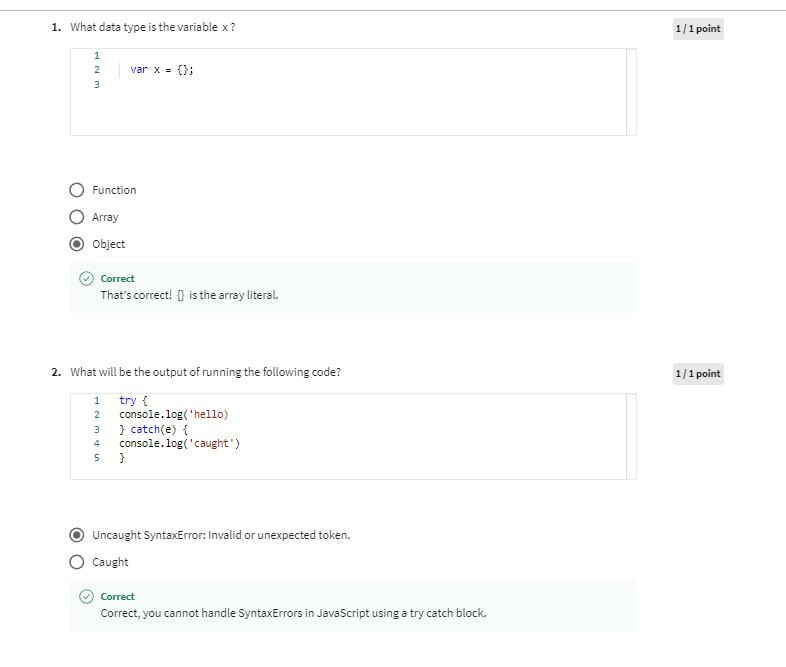 1. What data type is the variable x?
1/1 point
1
2 var x = {};
3
Function
Array
Object
Correct
That's correct! {} is the array literal.
2. What will be the output of running the following code?
1/1 point
1 try {
2 console.log('hello)
3 } catch(e) {
4 console.log('caught')
5 }
Uncaught SyntaxError: Invalid or unexpected token.
Caught
Correct
Correct, you cannot handle SyntaxErrors in JavaScript using a try catch block.